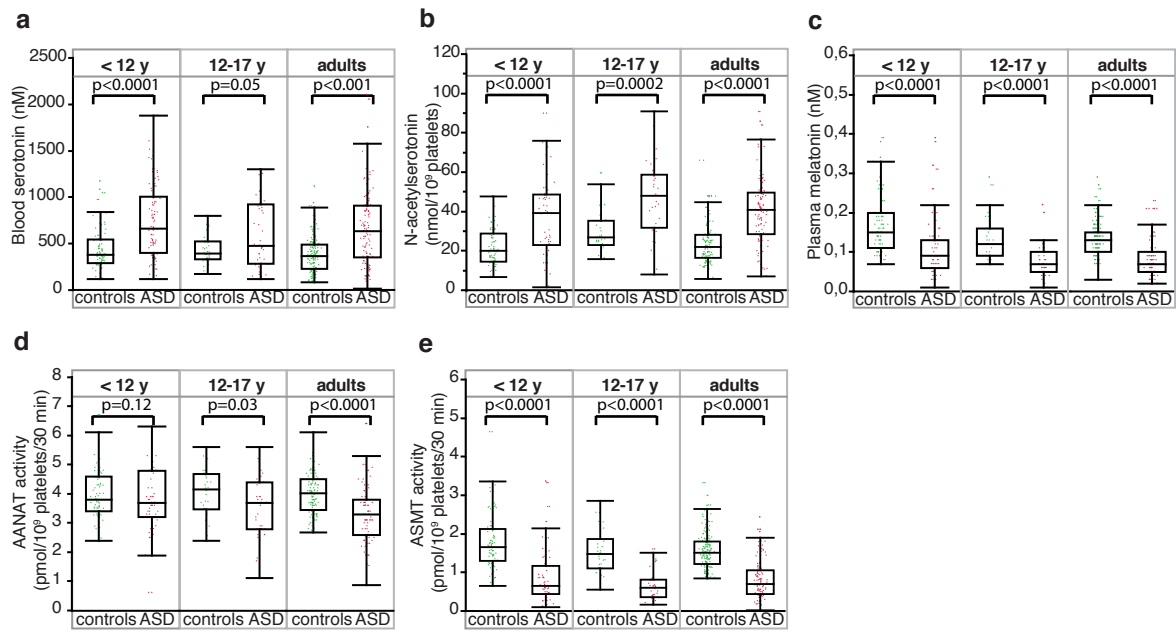 a
Blood serotonin (nM)
2500
2000
1500
1000
500
0
< 12 y
12-17 y
adults
p<0.0001
p=0.05
p<0.001
controls ASD
controls ASD
controls ASD
b
N-acetylserotonin
(nmol/10⁹ platelets)
120
100
80
60
40
20
0
< 12 y
12-17 y
adults
p<0.0001
p=0.0002
p<0.0001
controls ASD
controls ASD
controls ASD
c
Plasma melatonin (nM)
0,6
0,5
0,4
0,3
0,2
0,1
0,0
< 12 y
12-17 y
adults
p<0.0001
p<0.0001
p<0.0001
controls ASD
controls ASD
controls ASD
d
AANAT activity
(pmol/10⁹ platelets/30 min)
8
7
6
5
4
3
2
1
0
< 12 y
12-17 y
adults
p=0.12
p=0.03
p<0.0001
controls ASD
controls ASD
controls ASD
e
ASMT activity
(pmol/10⁹ platelets/30 min)
6
5
4
3
2
1
0
< 12 y
12-17 y
adults
p<0.0001
p<0.0001
p<0.0001
controls ASD
controls ASD
controls ASD